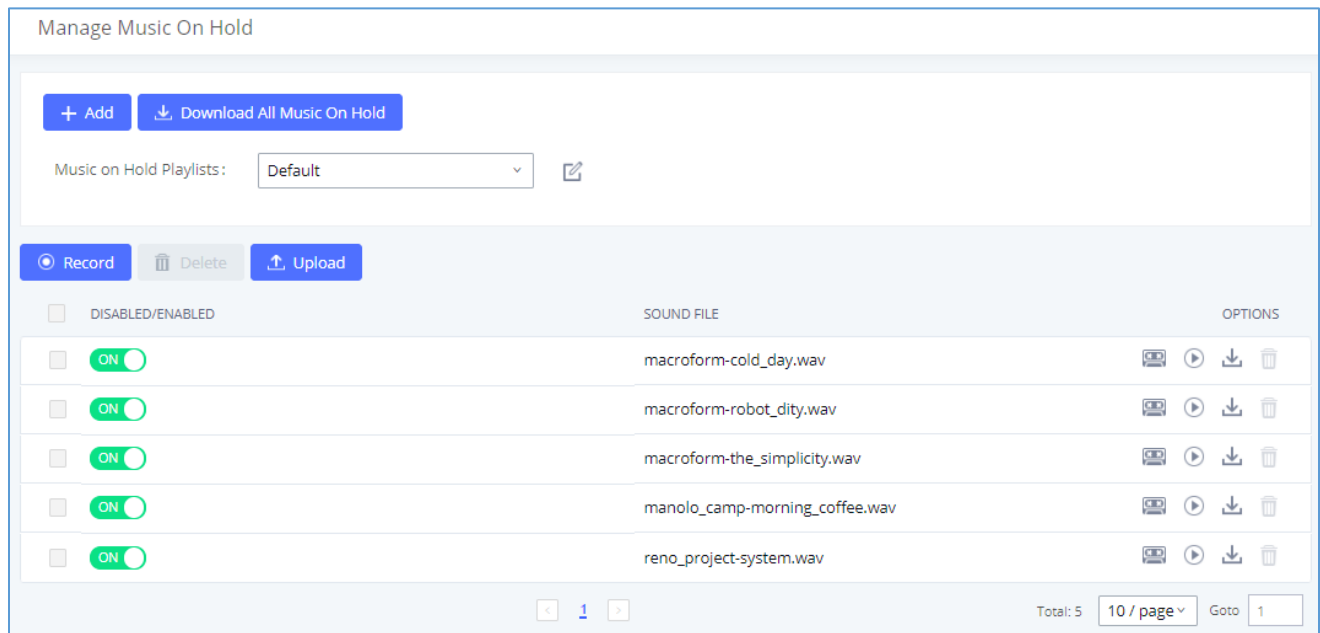 Manage Music On Hold
+ Add Download All Music On Hold
Music on Hold Playlists: Default
Record Delete Upload
DISABLED/ENABLED SOUND FILE OPTIONS
ON macroform-cold_day.wav
ON macroform-robot_dity.wav
ON macroform-the_simplicity.wav
ON manolo_camp-morning_coffee.wav
ON reno_project-system.wav
< 1 > Total: 5 10 / page Goto 1